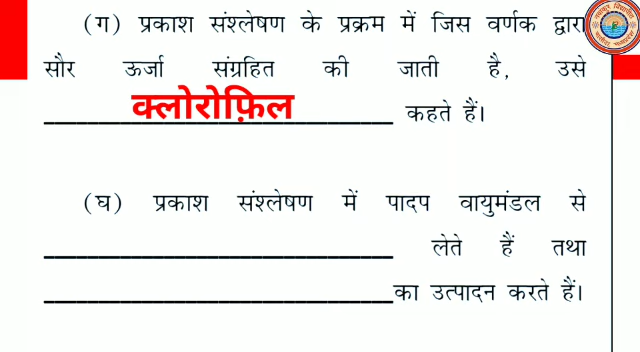 (ग) प्रकाश संश्लेषण के प्रक्रम में जिस वर्णक द्वारा
सौर ऊर्जा संग्रहित की जाती है, उसे
क्लोरोफ़िल कहते हैं।
(घ) प्रकाश संश्लेषण में पादप वायुमंडल से
लेते हैं तथा
का उत्पादन करते हैं।